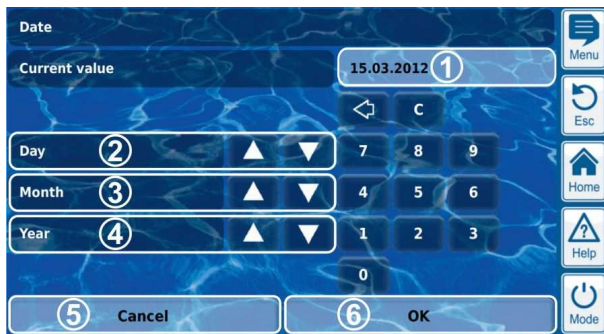 Date
Menu
Current value
15.03.2012
1
C
Esc
Day
2
7 8 9
Month
3
4 5 6
Home
Year
4
1 2 3
Help
0
5
Cancel
6
OK
Mode